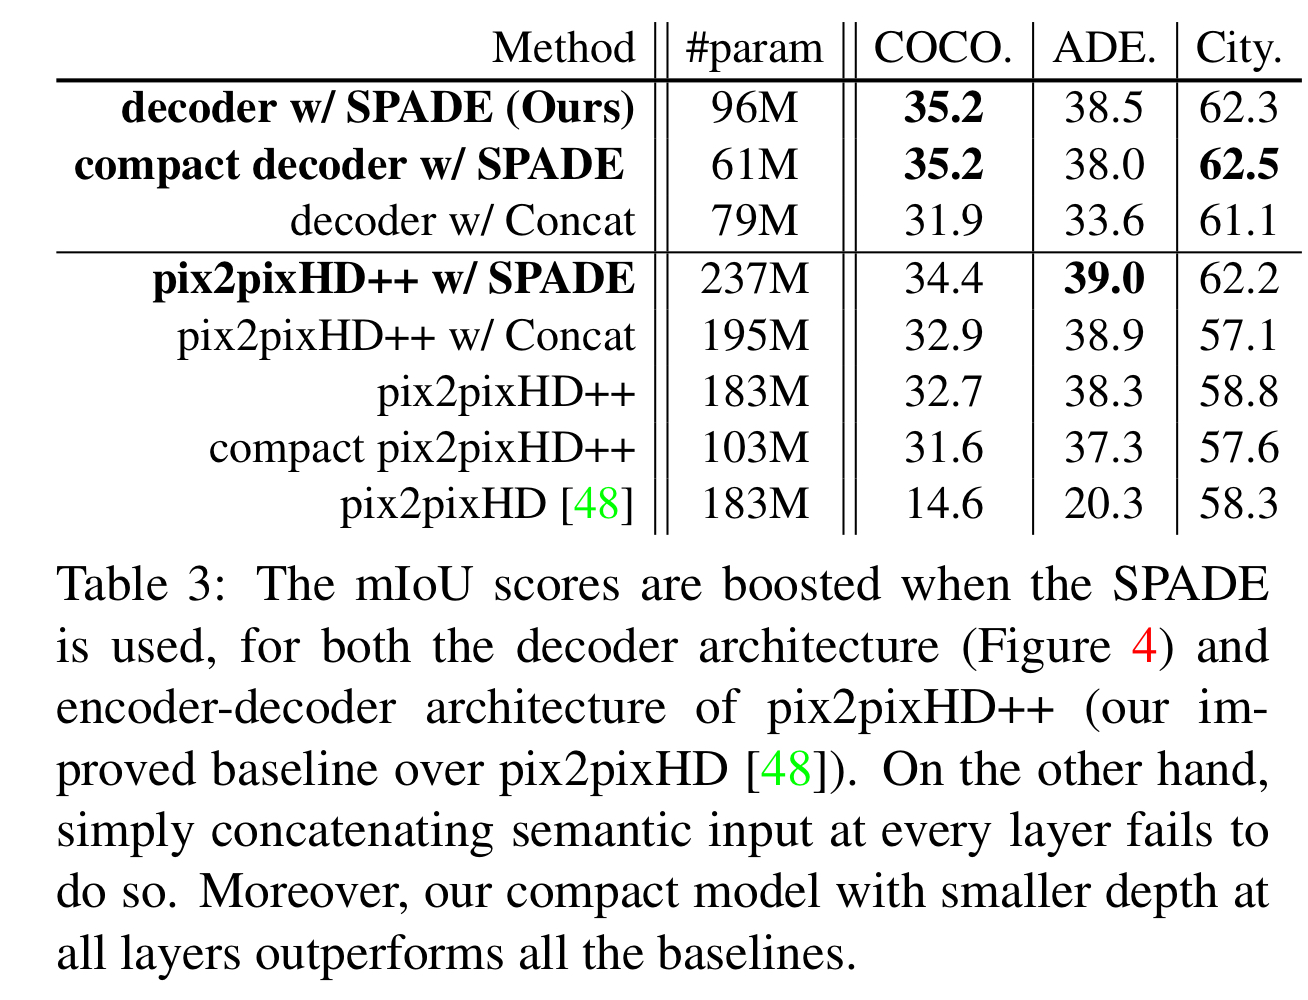 Method #param COCO. ADE. City.
decoder w/ SPADE (Ours) 96M 35.2 38.5 62.3
compact decoder w/ SPADE 61M 35.2 38.0 62.5
decoder w/ Concat 79M 31.9 33.6 61.1
pix2pixHD++ w/ SPADE 237M 34.4 39.0 62.2
pix2pixHD++ w/ Concat 195M 32.9 38.9 57.1
pix2pixHD++ 183M 32.7 38.3 58.8
compact pix2pixHD++ 103M 31.6 37.3 57.6
pix2pixHD [48] 183M 14.6 20.3 58.3
Table 3: The mIoU scores are boosted when the SPADE
is used, for both the decoder architecture (Figure 4) and
encoder-decoder architecture of pix2pixHD++ (our im-
proved baseline over pix2pixHD [48]). On the other hand,
simply concatenating semantic input at every layer fails to
do so. Moreover, our compact model with smaller depth at
all layers outperforms all the baselines.